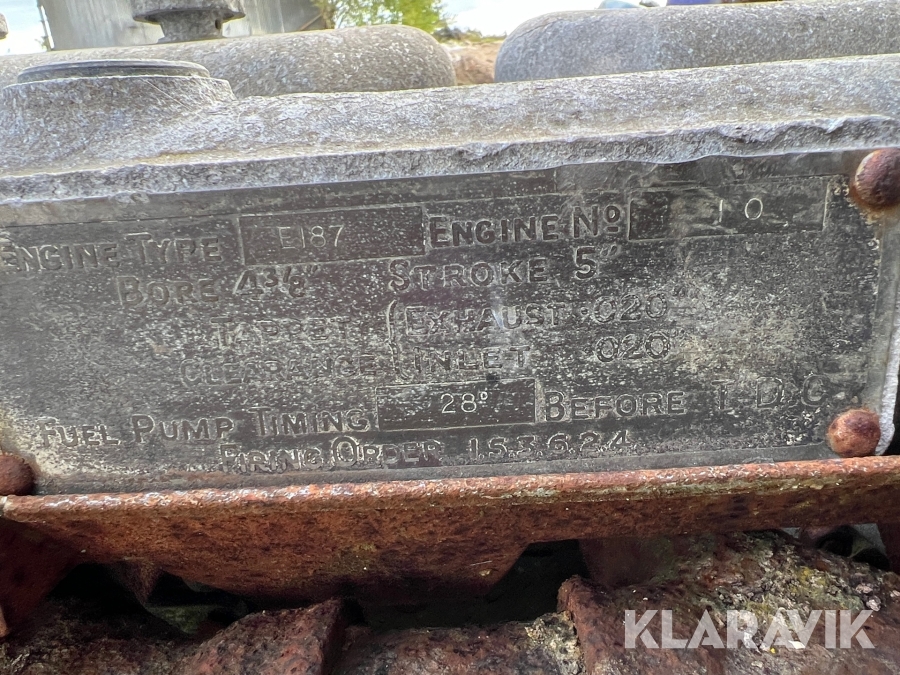 ENGINE TYPE E187 ENGINE No 10
BORE 4 3/8" STROKE 5"
TAPPET EXHAUST .020"
CLEARANCE INLET .020"
FUEL PUMP TIMING 28° BEFORE T.D.C.
FIRING ORDER 1.5.3.6.2.4
KLARAVIK